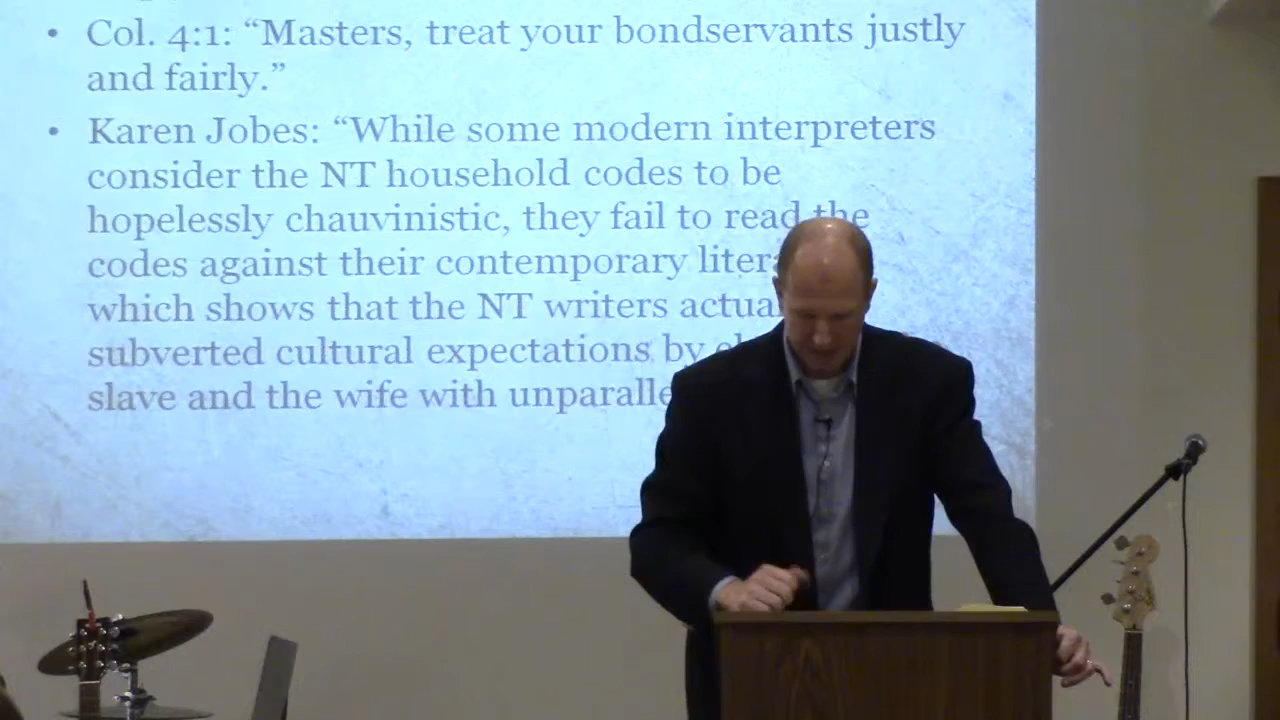 • Col. 4:1: “Masters, treat your bondservants justly
and fairly.”
• Karen Jobes: “While some modern interpreters
consider the NT household codes to be
hopelessly chauvinistic, they fail to read the
codes against their contemporary
which shows that the NT writers
subverted cultural expectations by
slave and the wife with